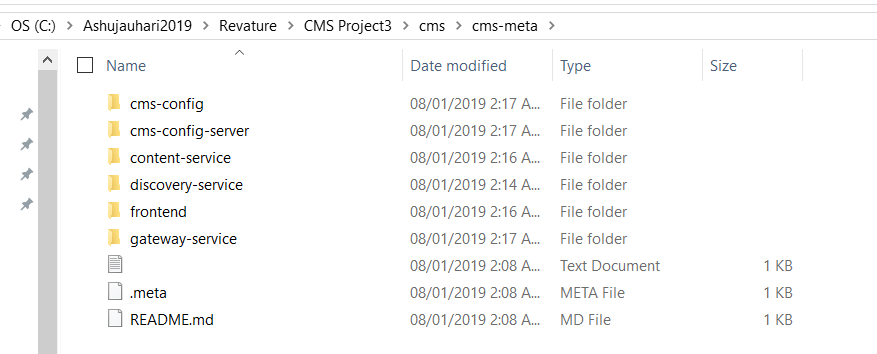 OS (C:) > Ashujauhari2019 > Revature > CMS Project3 > cms > cms-meta >
Name Date modified Type Size
cms-config 08/01/2019 2:17 A... File folder
cms-config-server 08/01/2019 2:17 A... File folder
content-service 08/01/2019 2:16 A... File folder
discovery-service 08/01/2019 2:14 A... File folder
frontend 08/01/2019 2:16 A... File folder
gateway-service 08/01/2019 2:17 A... File folder
08/01/2019 2:08 A... Text Document 1 KB
.meta 08/01/2019 2:08 A... META File 1 KB
README.md 08/01/2019 2:08 A... MD File 1 KB